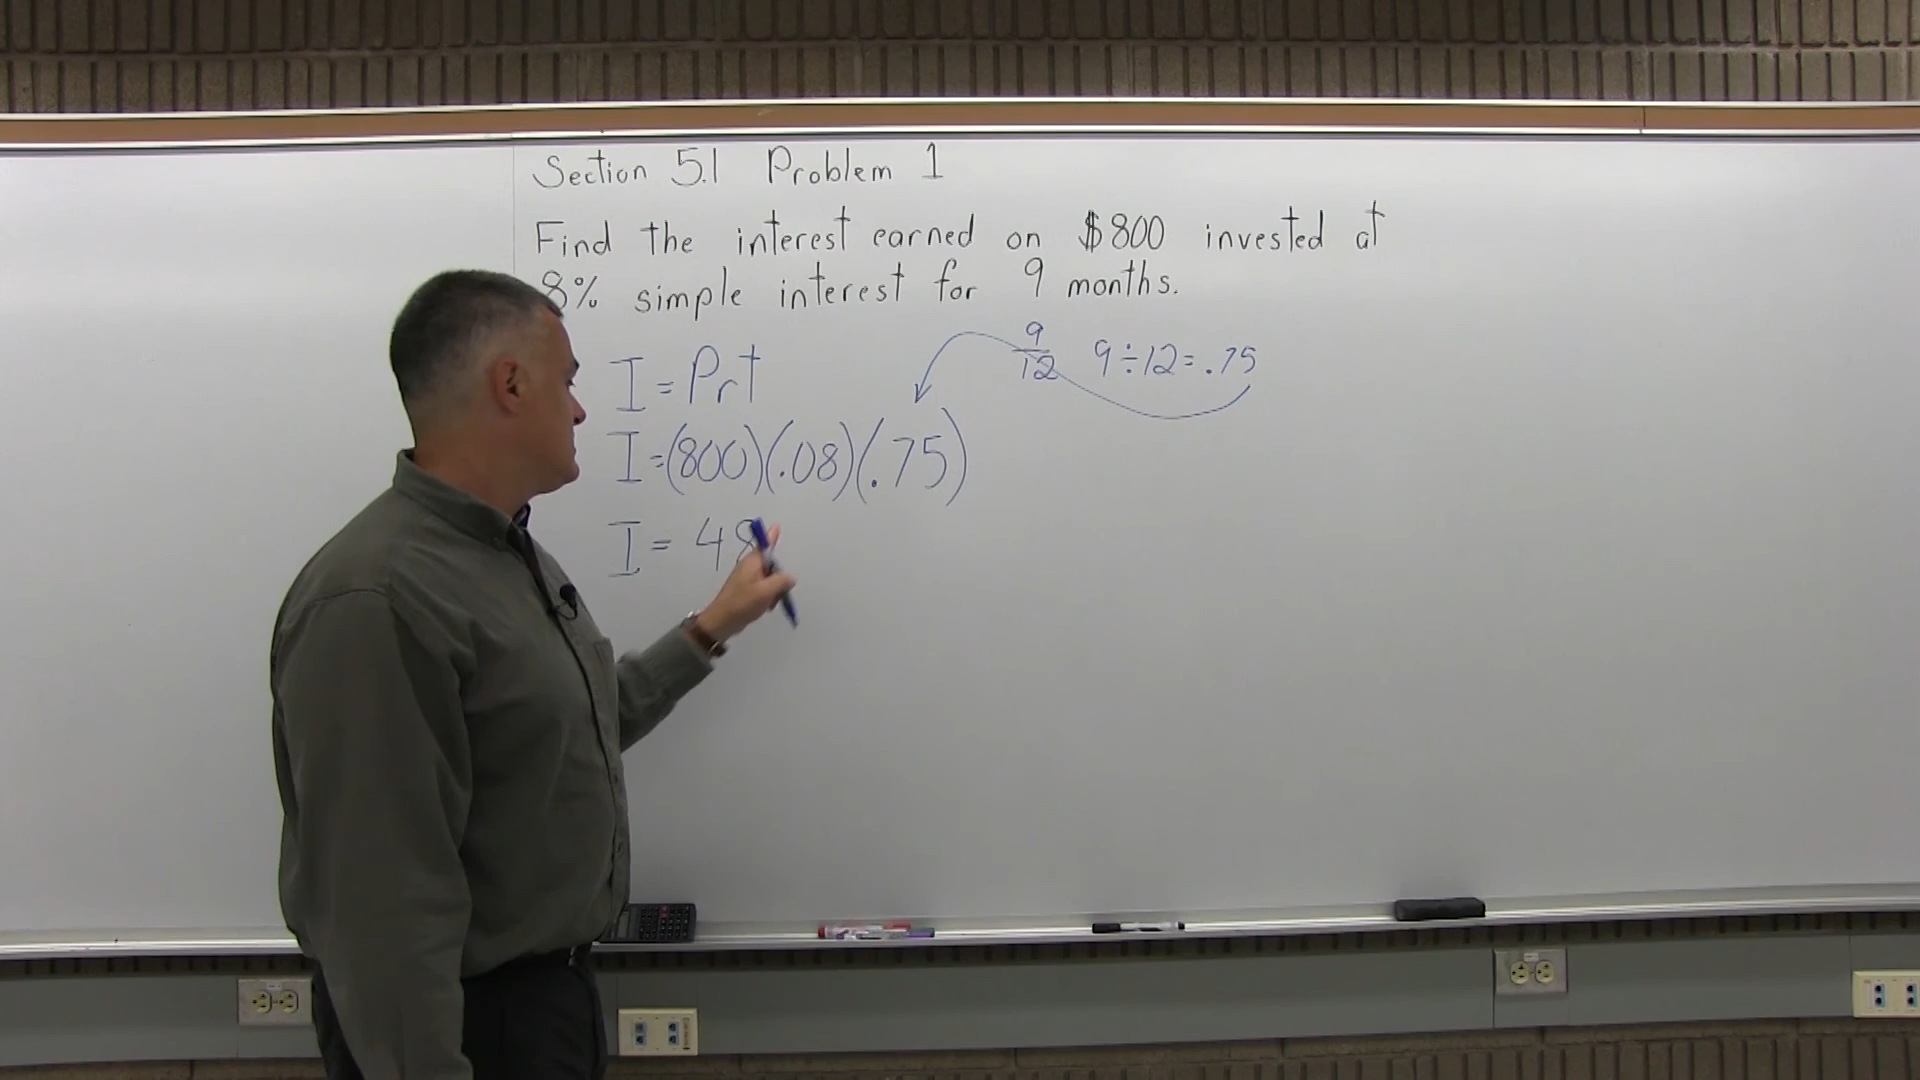 Section 5.1 Problem 1
Find the interest earned on $800 invested at
8% simple interest for 9 months.
9/12 9÷12=.75
I = Prt
I=(800)(.08)(.75)
I = 48